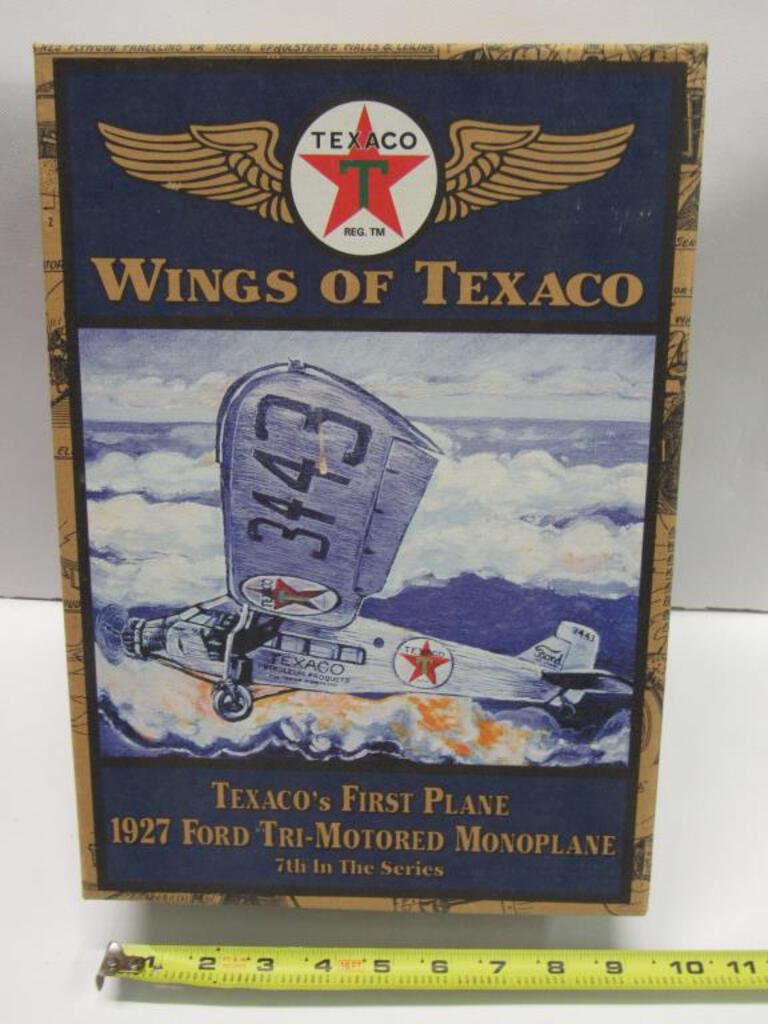 TEXACO
T
REG. TM
WINGS OF TEXACO
3443
TEXACO
T
3443
Ford
TEXACO
PETROLEUM PRODUCTS
TEXACO'S FIRST PLANE
1927 FORD TRI-MOTORED MONOPLANE
7th In The Series
1 2 3 4 5 6 7 8 9 10 11